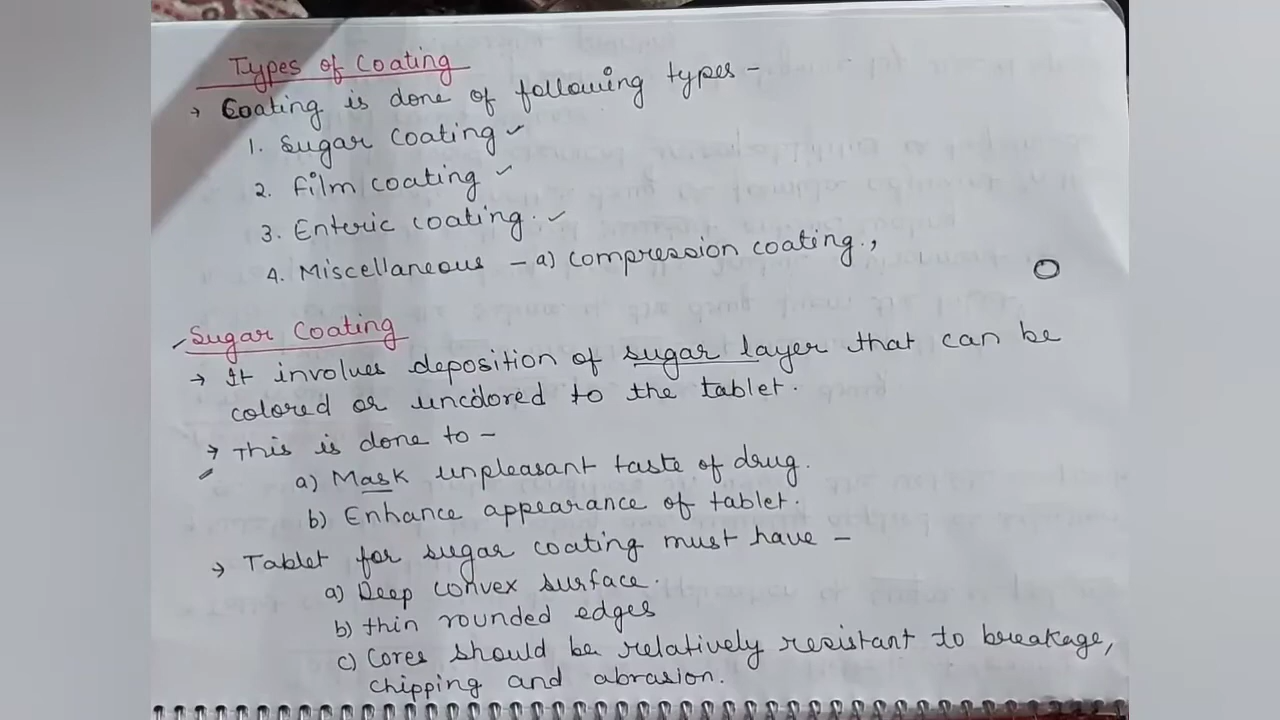 Types of Coating
→ Coating is done of following types -
1. Sugar coating ✓
2. Film coating ✓
3. Enteric coating. ✓
4. Miscellaneous - a) compression coating.,
Sugar Coating
→ It involves deposition of sugar layer that can be
colored or uncolored to the tablet.
→ This is done to -
a) Mask unpleasant taste of drug.
b) Enhance appearance of tablet.
→ Tablet for sugar coating must have -
a) Deep convex surface.
b) thin rounded edges
c) Cores should be relatively resistant to breakage,
chipping and abrasion.